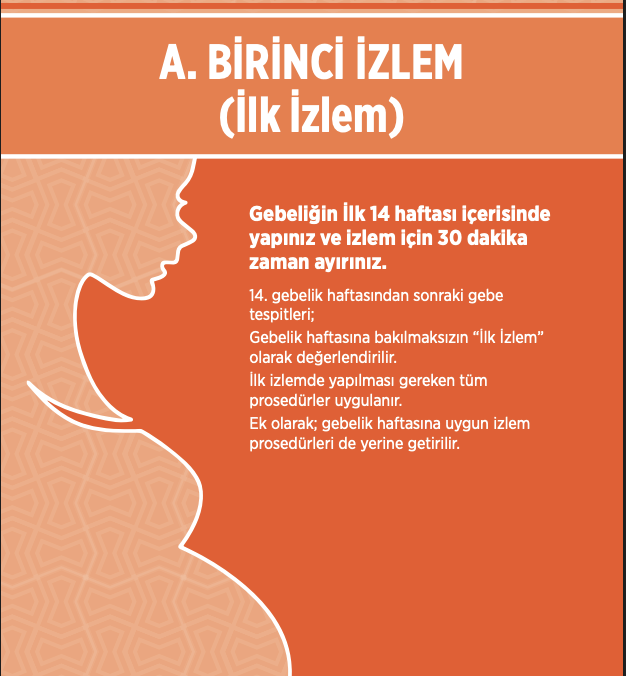 A. BİRİNCİ İZLEM
(İlk İzlem)
Gebeliğin İlk 14 haftası içerisinde
yapınız ve izlem için 30 dakika
zaman ayırınız.
14. gebelik haftasından sonraki gebe
tespitleri;
Gebelik haftasına bakılmaksızın “İlk İzlem”
olarak değerlendirilir.
İlk izlemde yapılması gereken tüm
prosedürler uygulanır.
Ek olarak; gebelik haftasına uygun izlem
prosedürleri de yerine getirilir.